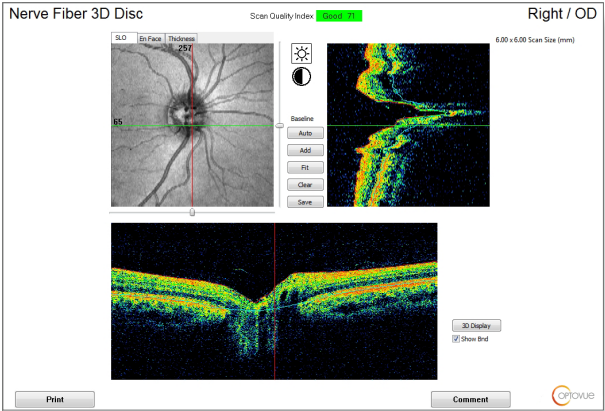 Nerve Fiber 3D Disc
Scan Quality Index Good 71
Right / OD
6.00 x 6.00 Scan Size (mm)
SLO En Face Thickness
257
65
Baseline
Auto
Add
Fit
Clear
Save
3D Display
Show Bnd
Print
Comment
OPTOVUE